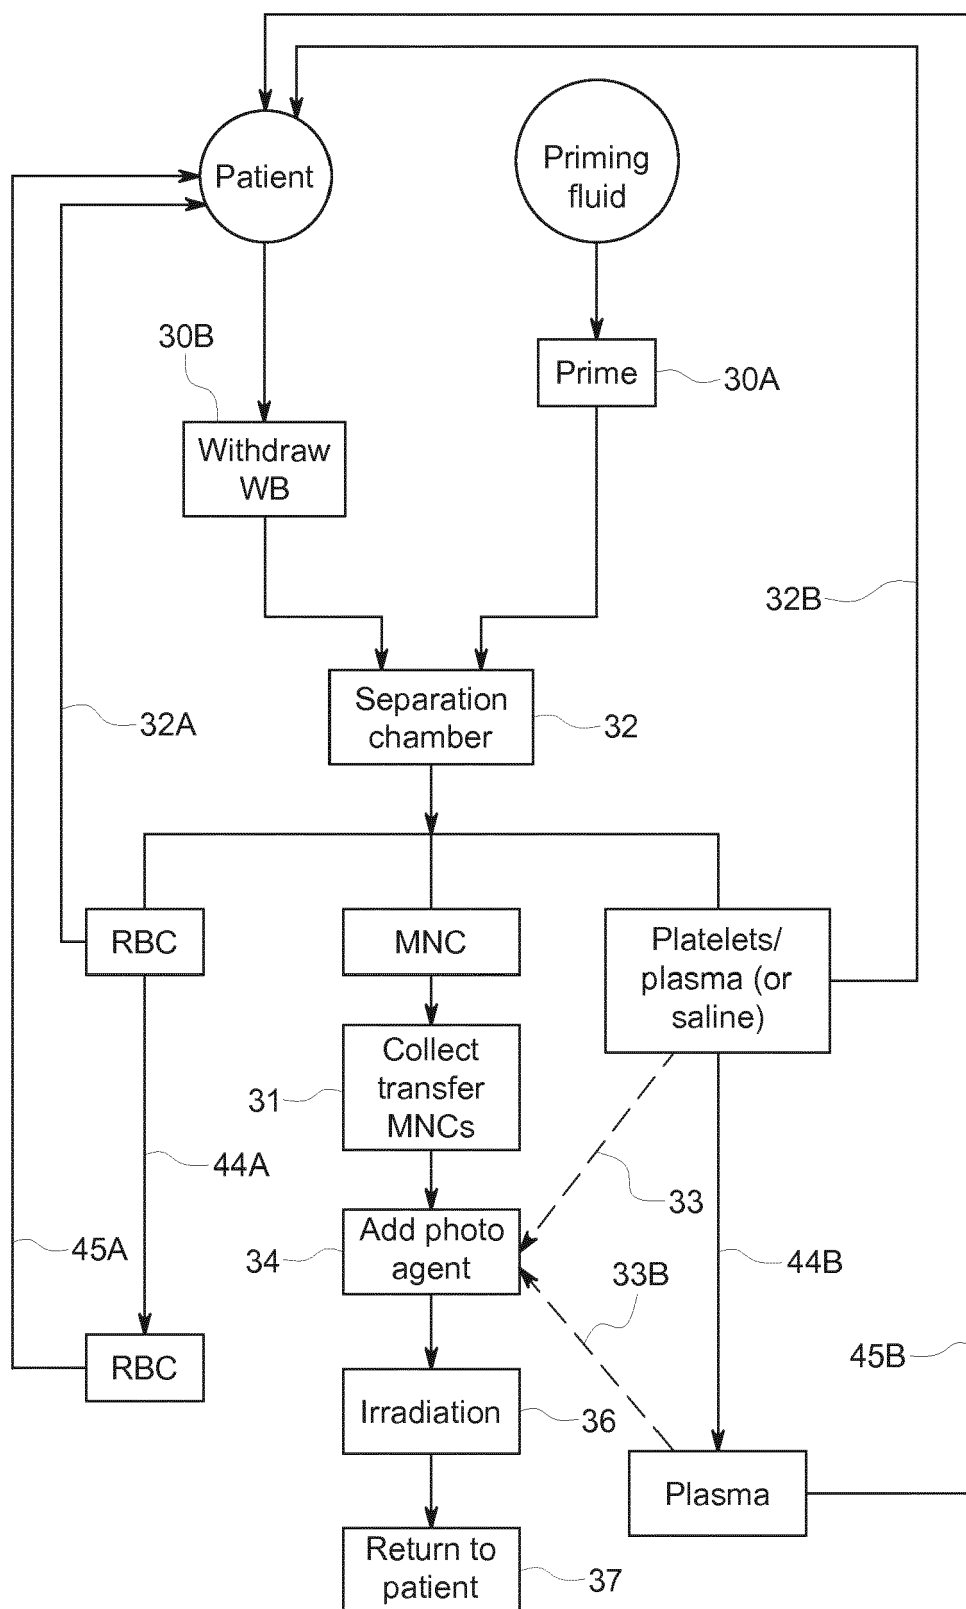 Patient
Priming
fluid
30B
Prime
30A
Withdraw
WB
32B
Separation
chamber
32
32A
RBC
MNC
Platelets/
plasma (or
saline)
Collect
transfer
MNCs
31
44A
33
Add photo
agent
34
45A
44B
33B
RBC
45B
Irradiation
36
Plasma
Return to
patient
37